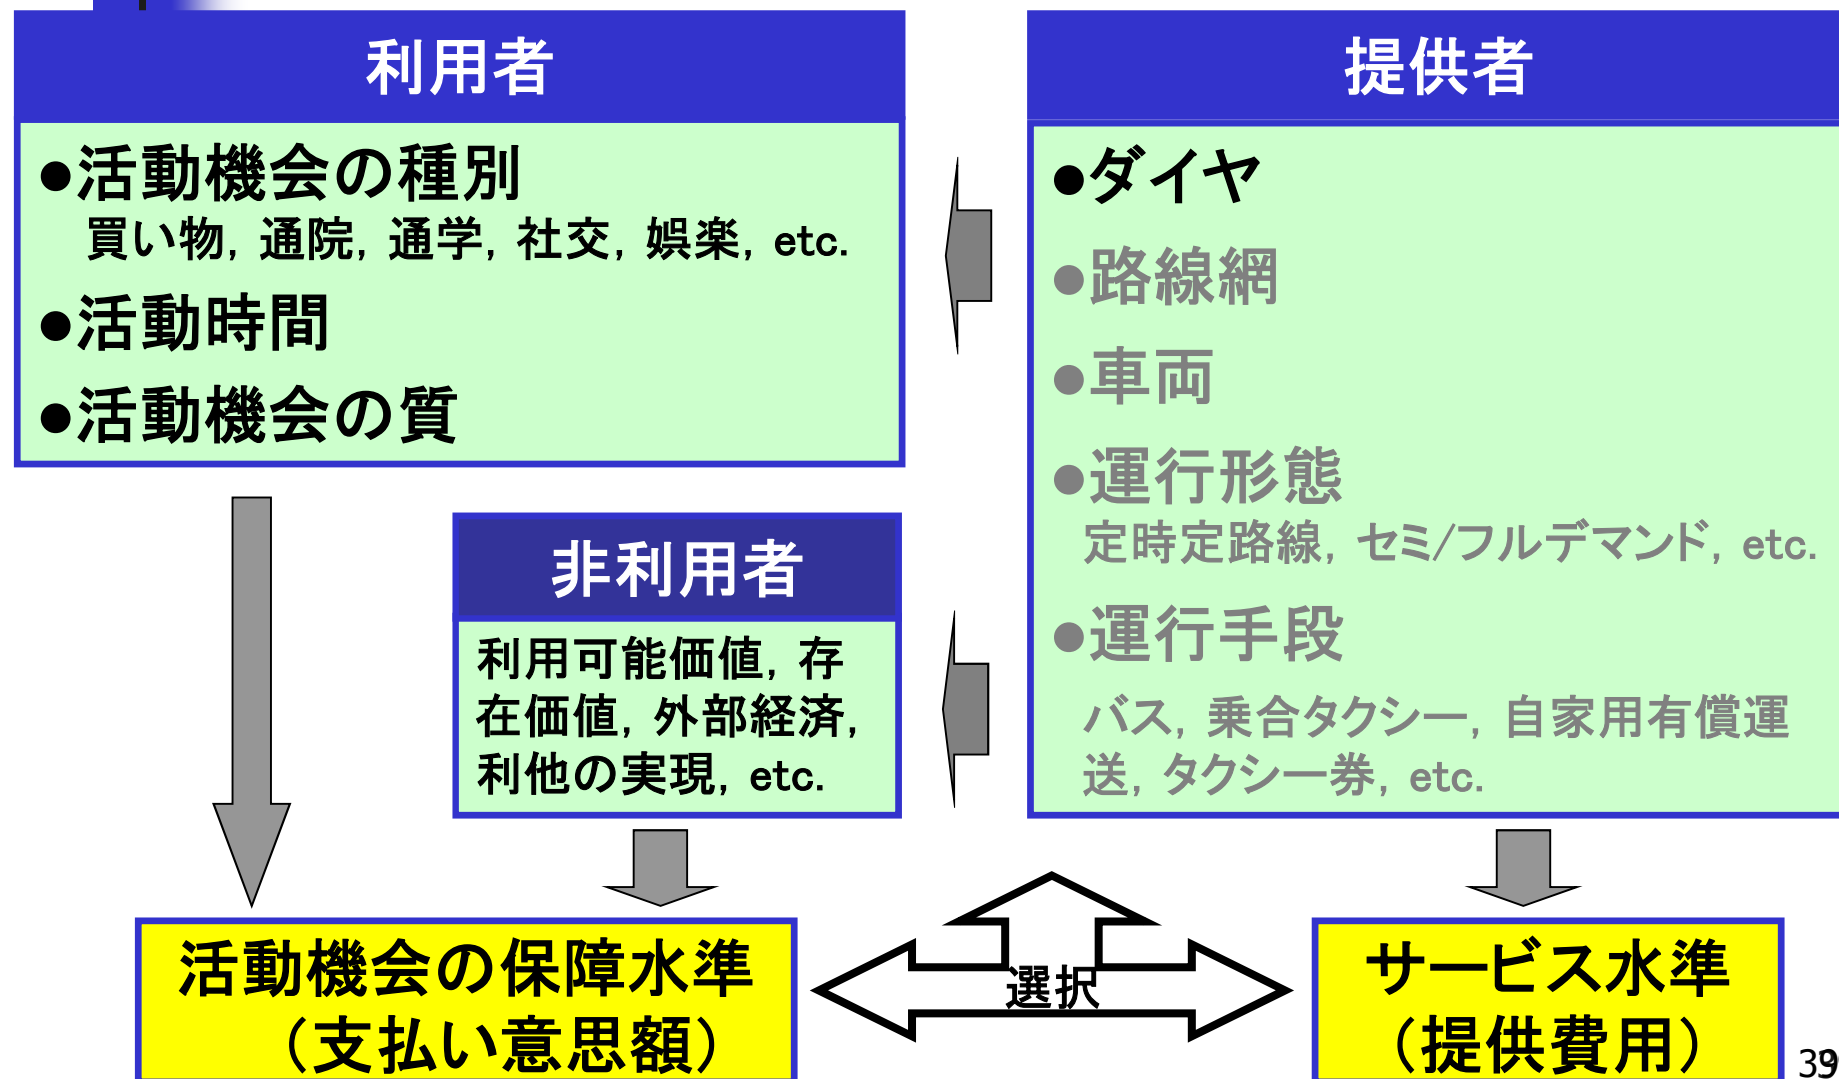 利用者
●活動機会の種別
買い物, 通院, 通学, 社交, 娯楽, etc.
●活動時間
●活動機会の質
非利用者
利用可能価値, 存
在価値, 外部経済,
利他の実現, etc.
提供者
●ダイヤ
●路線網
●車両
●運行形態
定時定路線, セミ/フルデマンド, etc.
●運行手段
バス, 乗合タクシー, 自家用有償運
送, タクシー券, etc.
活動機会の保障水準
（支払い意思額）
選択
サービス水準
（提供費用）
39